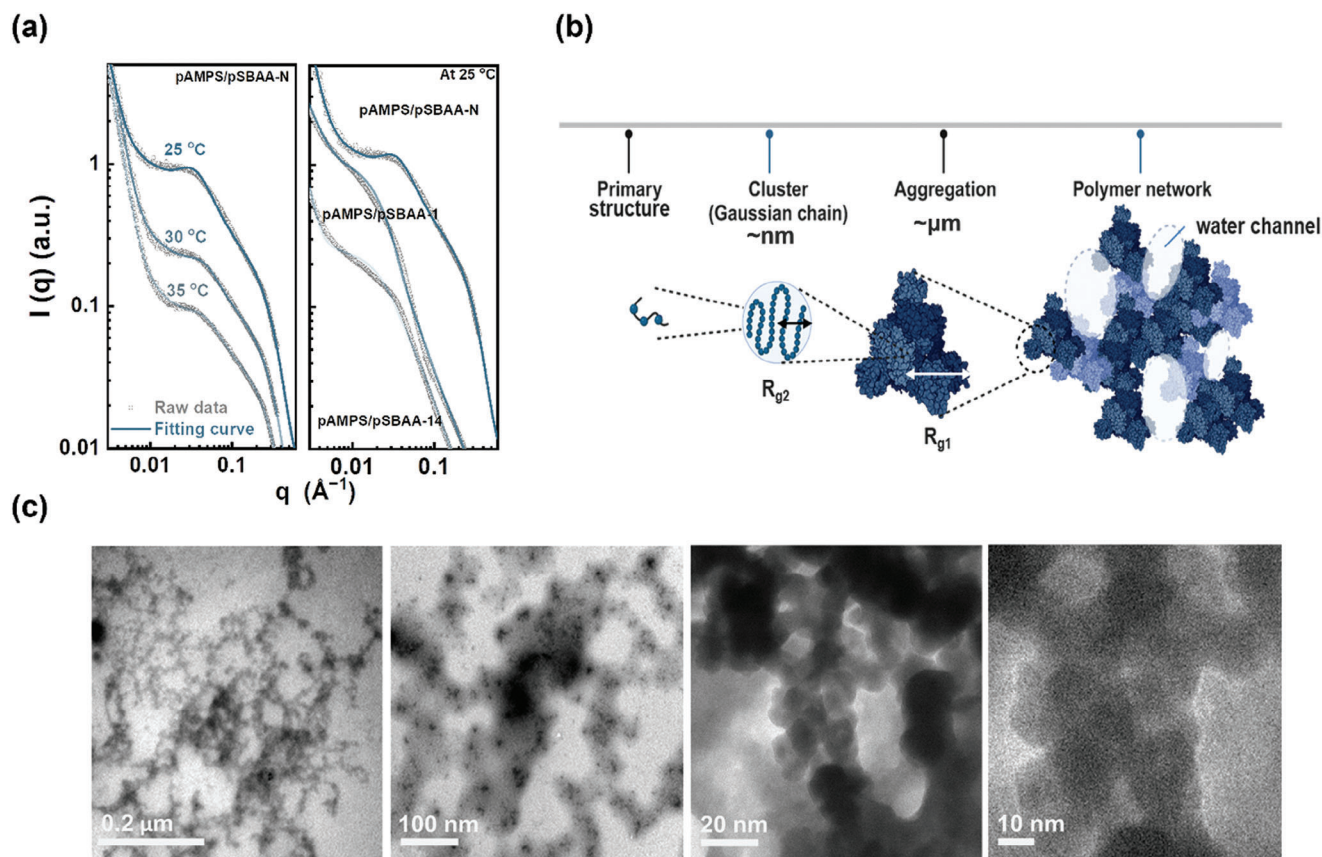 (a)
pAMPS/pSBAA-N
25 °C
30 °C
35 °C
Raw data
Fitting curve
At 25 °C
pAMPS/pSBAA-N
pAMPS/pSBAA-1
pAMPS/pSBAA-14
I (q) (a.u.)
1
0.1
0.01
0.01
0.1
0.01
0.1
q (Å⁻¹)
(b)
Primary
structure
Cluster
(Gaussian chain)
~nm
Aggregation
~μm
Polymer network
water channel
Rg2
Rg1
(c)
0.2 μm
100 nm
20 nm
10 nm